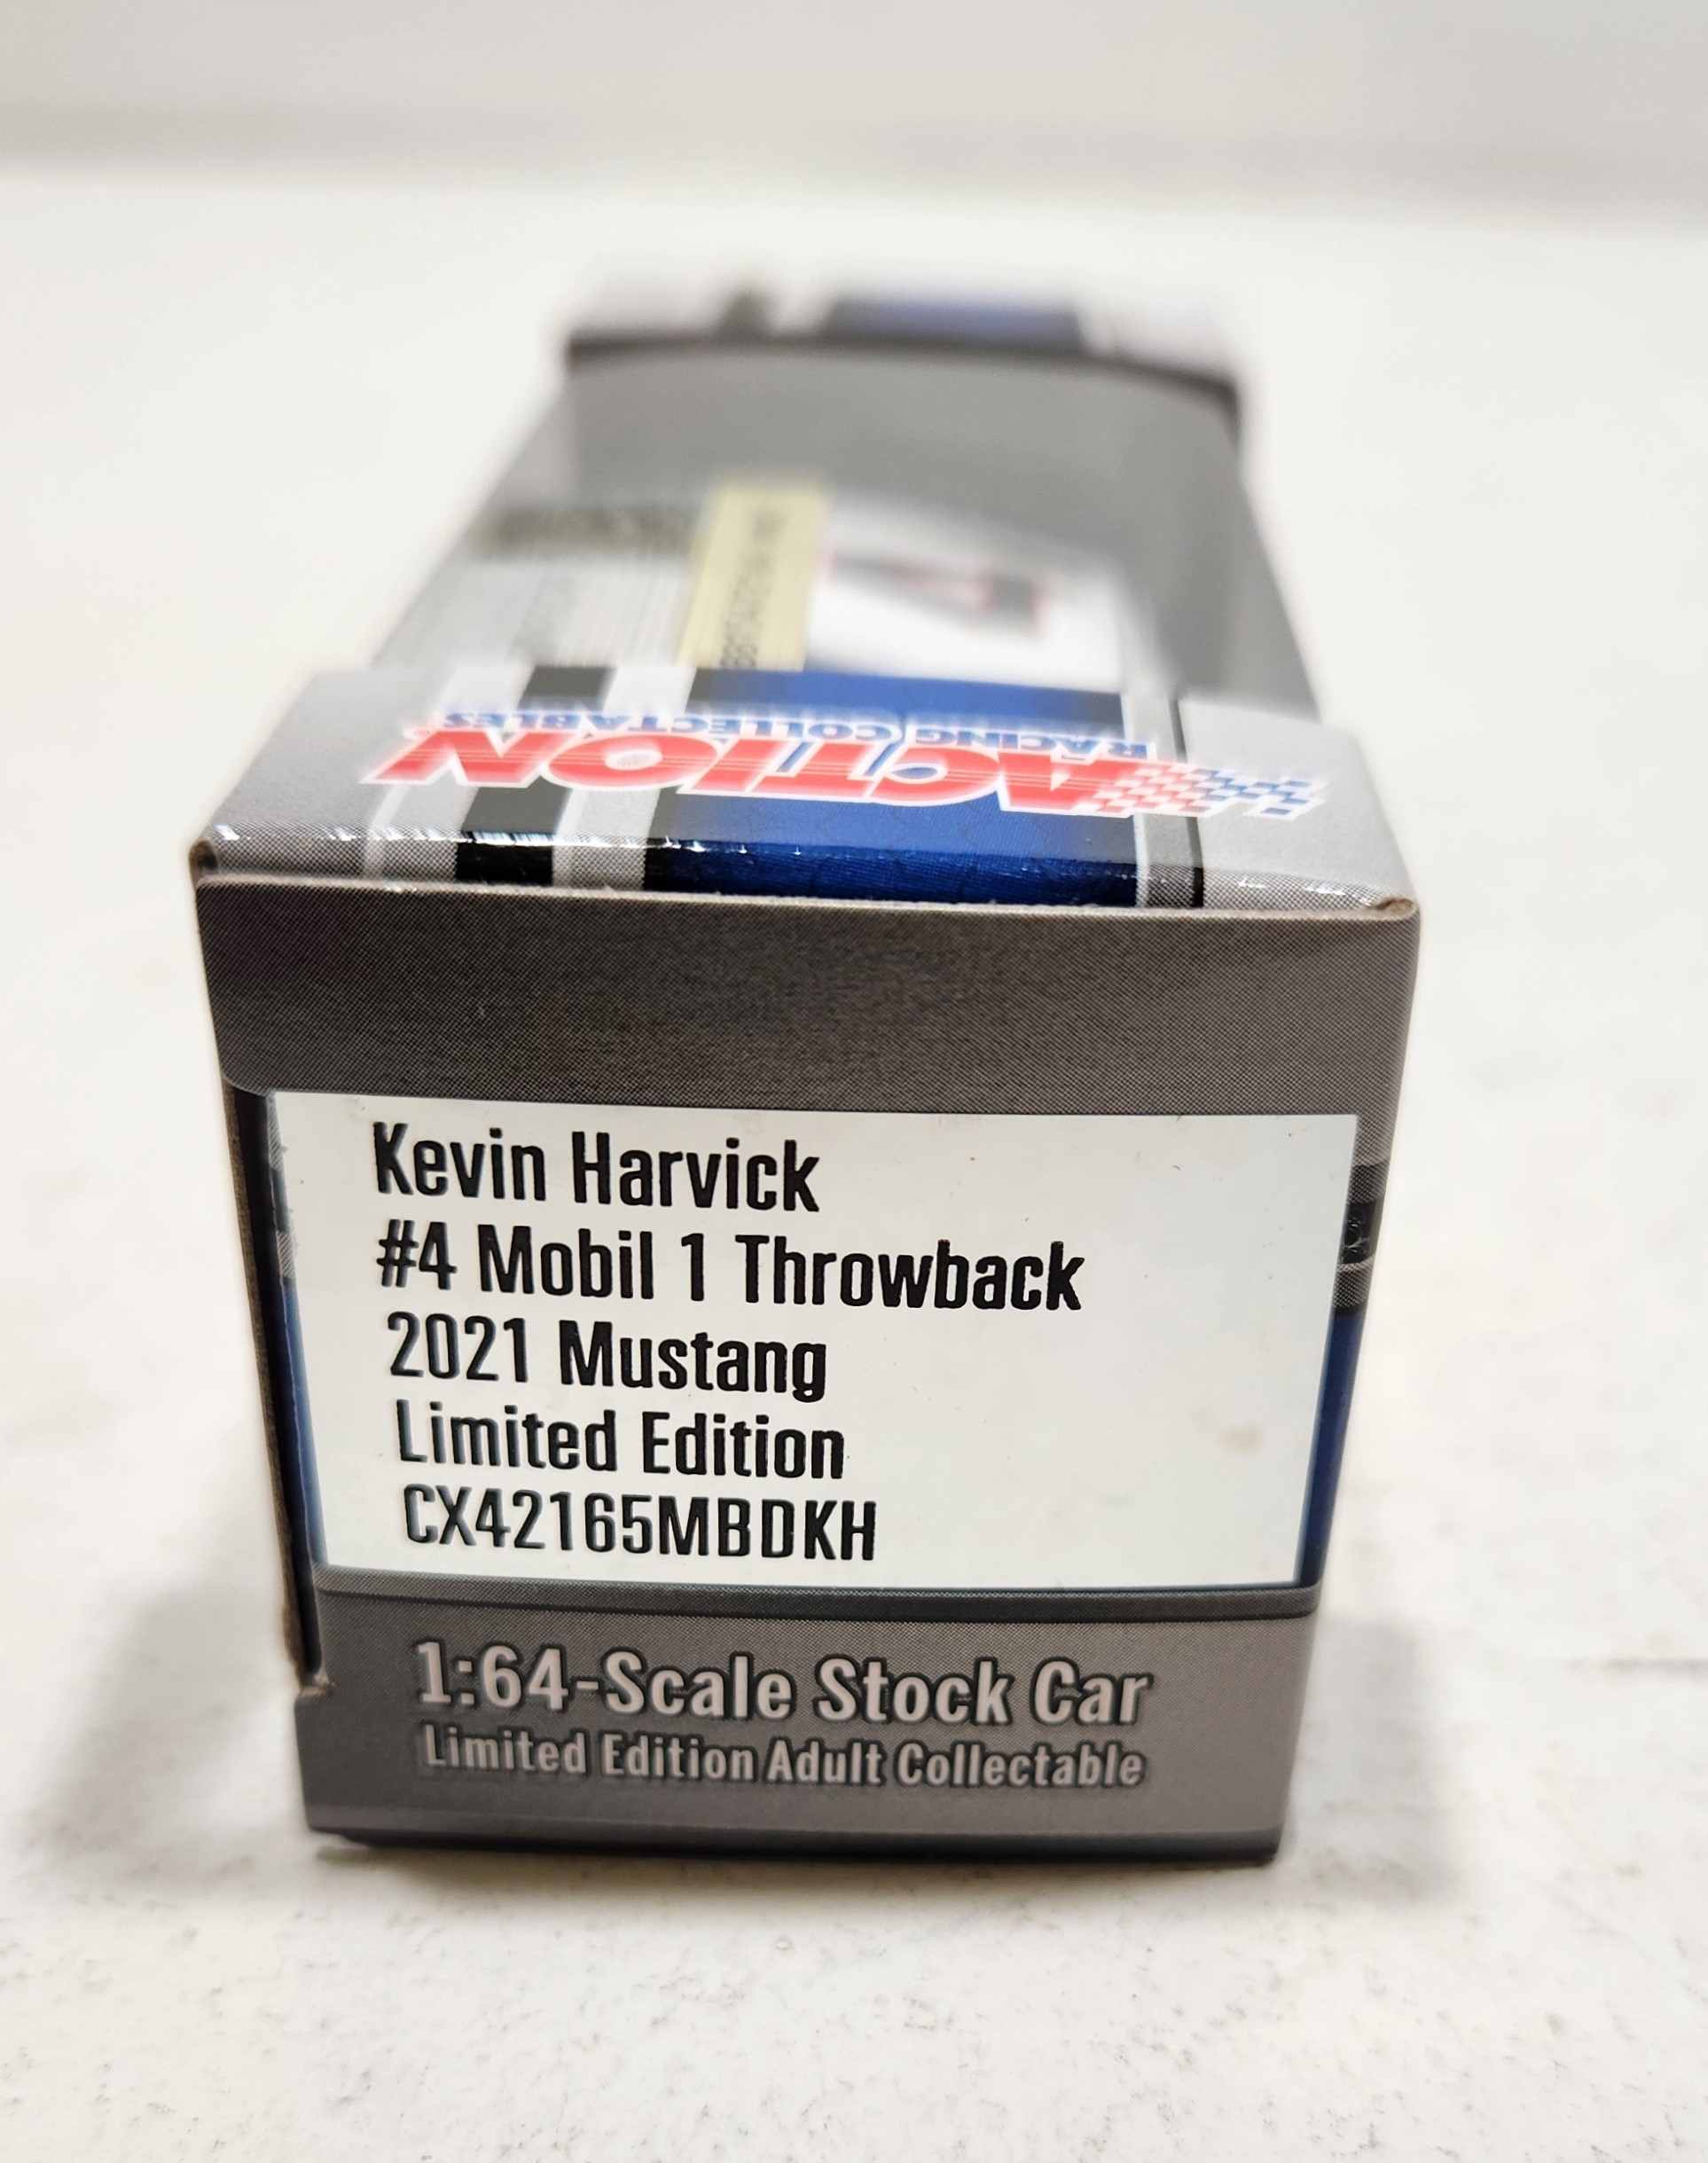 ACTION
RACING COLLECTABLES
Kevin Harvick
#4 Mobil 1 Throwback
2021 Mustang
Limited Edition
CX42165MBDKH
1:64-Scale Stock Car
Limited Edition Adult Collectable